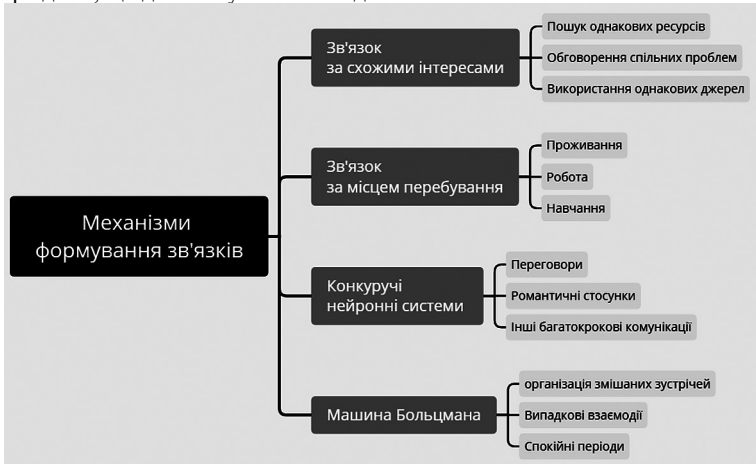 Зв'язок
за схожими інтересами
Пошук однакових ресурсів
Обговорення спільних проблем
Використання однакових джерел
Зв'язок
за місцем перебування
Проживання
Робота
Навчання
Механізми
формування зв'язків
Конкуручі
нейронні системи
Переговори
Романтичні стосунки
Інші багатокрокові комунікації
Машина Больцмана
організація змішаних зустрічей
Випадкові взаємодії
Спокійні періоди